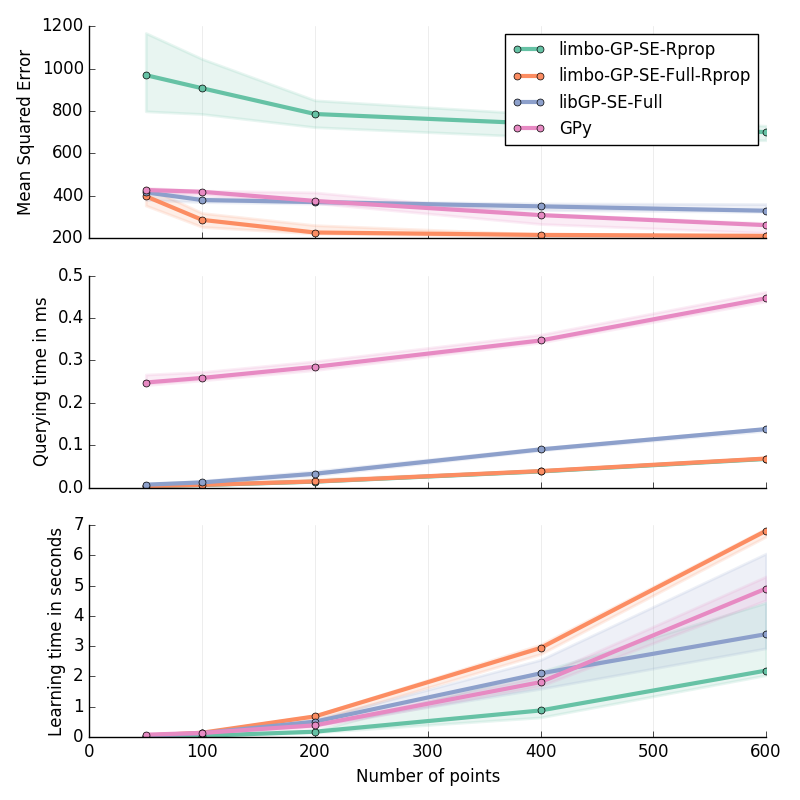 1200
1000
800
600
400
200
Mean Squared Error
limbo-GP-SE-Rprop
limbo-GP-SE-Full-Rprop
libGP-SE-Full
GPy
0.5
0.4
0.3
0.2
0.1
0.0
Querying time in ms
7
6
5
4
3
2
1
0
Learning time in seconds
0 100 200 300 400 500 600
Number of points